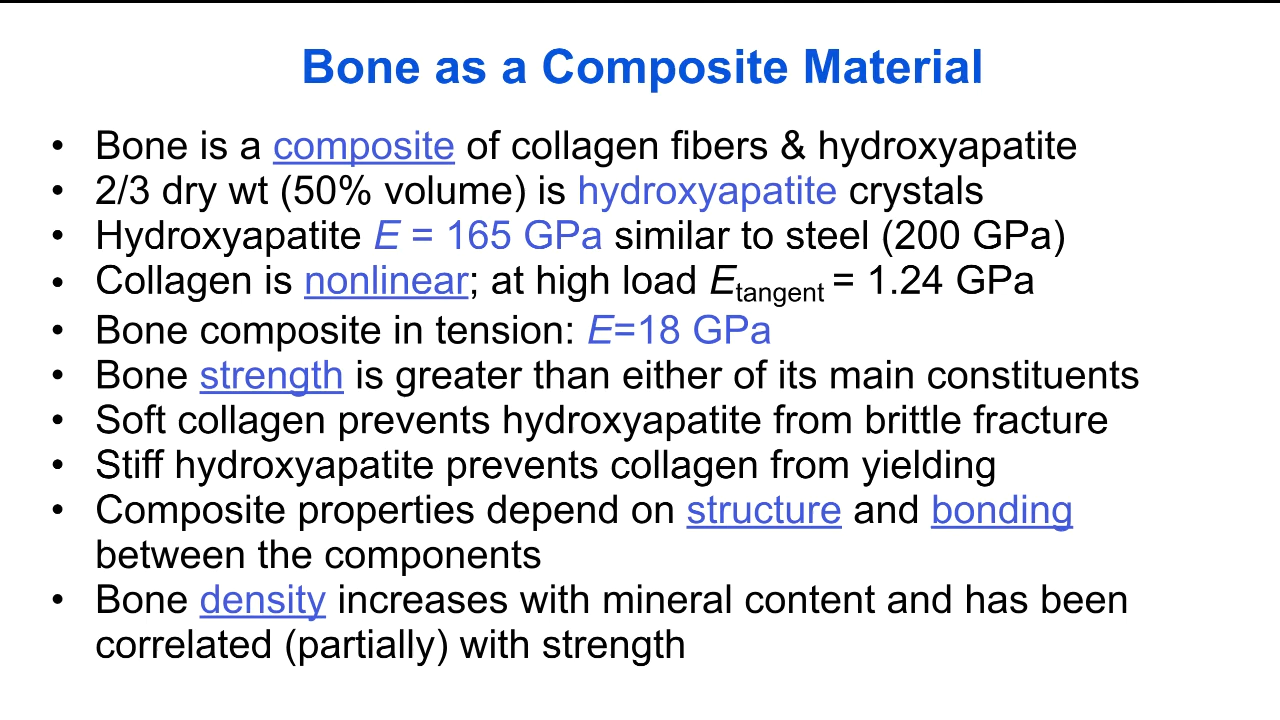 Bone as a Composite Material
• Bone is a composite of collagen fibers & hydroxyapatite
• 2/3 dry wt (50% volume) is hydroxyapatite crystals
• Hydroxyapatite E = 165 GPa similar to steel (200 GPa)
• Collagen is nonlinear; at high load Etangent = 1.24 GPa
• Bone composite in tension: E=18 GPa
• Bone strength is greater than either of its main constituents
• Soft collagen prevents hydroxyapatite from brittle fracture
• Stiff hydroxyapatite prevents collagen from yielding
• Composite properties depend on structure and bonding
between the components
• Bone density increases with mineral content and has been
correlated (partially) with strength